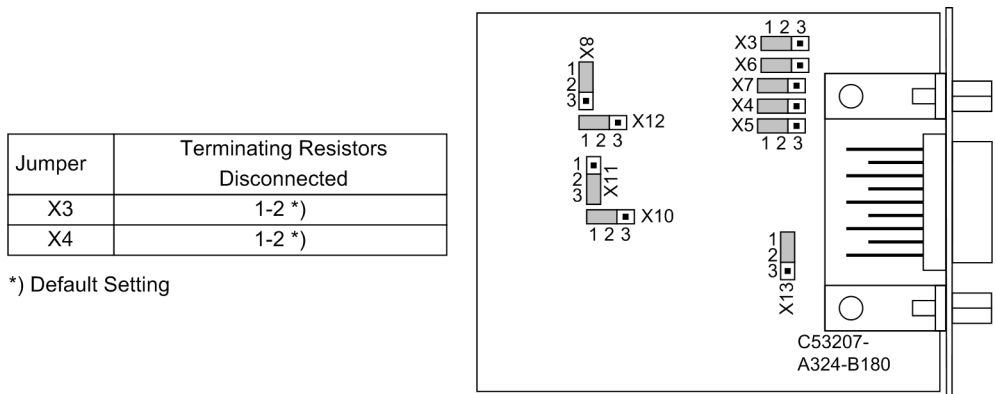 Jumper
Terminating Resistors
Disconnected
X3
1-2 *)
X4
1-2 *)
*) Default Setting
X8
1
2
3
X12
1 2 3
1
2
3
X11
X10
1 2 3
1 2 3
X3
X6
X7
X4
X5
1 2 3
1
2
3
X13
C53207-
A324-B180